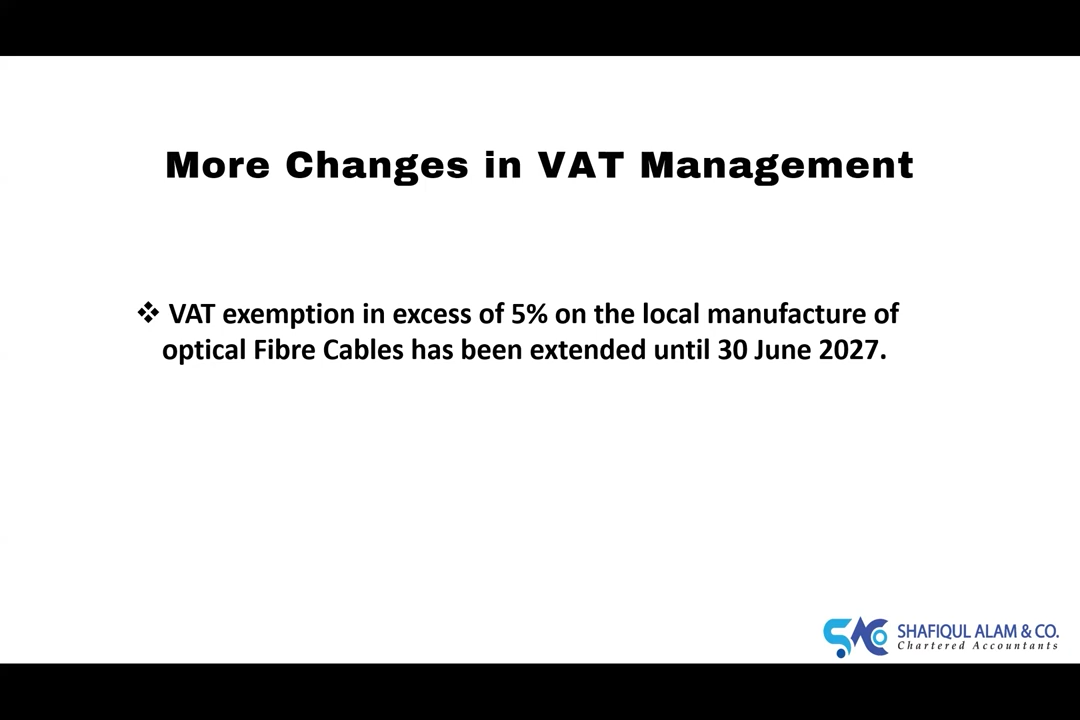 More Changes in VAT Management
❖ VAT exemption in excess of 5% on the local manufacture of
optical Fibre Cables has been extended until 30 June 2027.
SHAFIQUL ALAM & CO.
Chartered Accountants